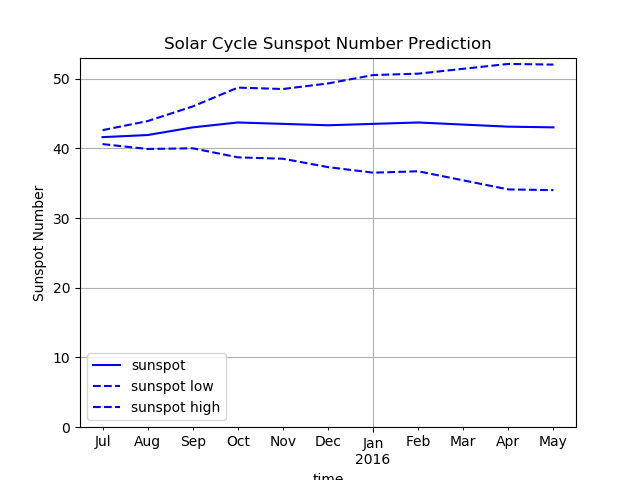 Solar Cycle Sunspot Number Prediction
Sunspot Number
50
40
30
20
10
0
sunspot
sunspot low
sunspot high
Jul Aug Sep Oct Nov Dec Jan Feb Mar Apr May
2016
time